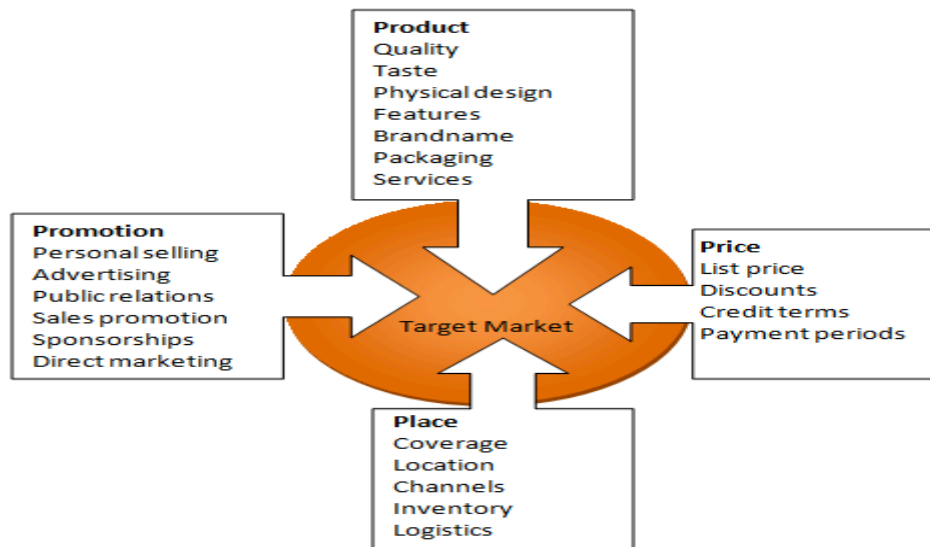 Product
Quality
Taste
Physical design
Features
Brandname
Packaging
Services
Promotion
Personal selling
Advertising
Public relations
Sales promotion
Sponsorships
Direct marketing
Target Market
Price
List price
Discounts
Credit terms
Payment periods
Place
Coverage
Location
Channels
Inventory
Logistics